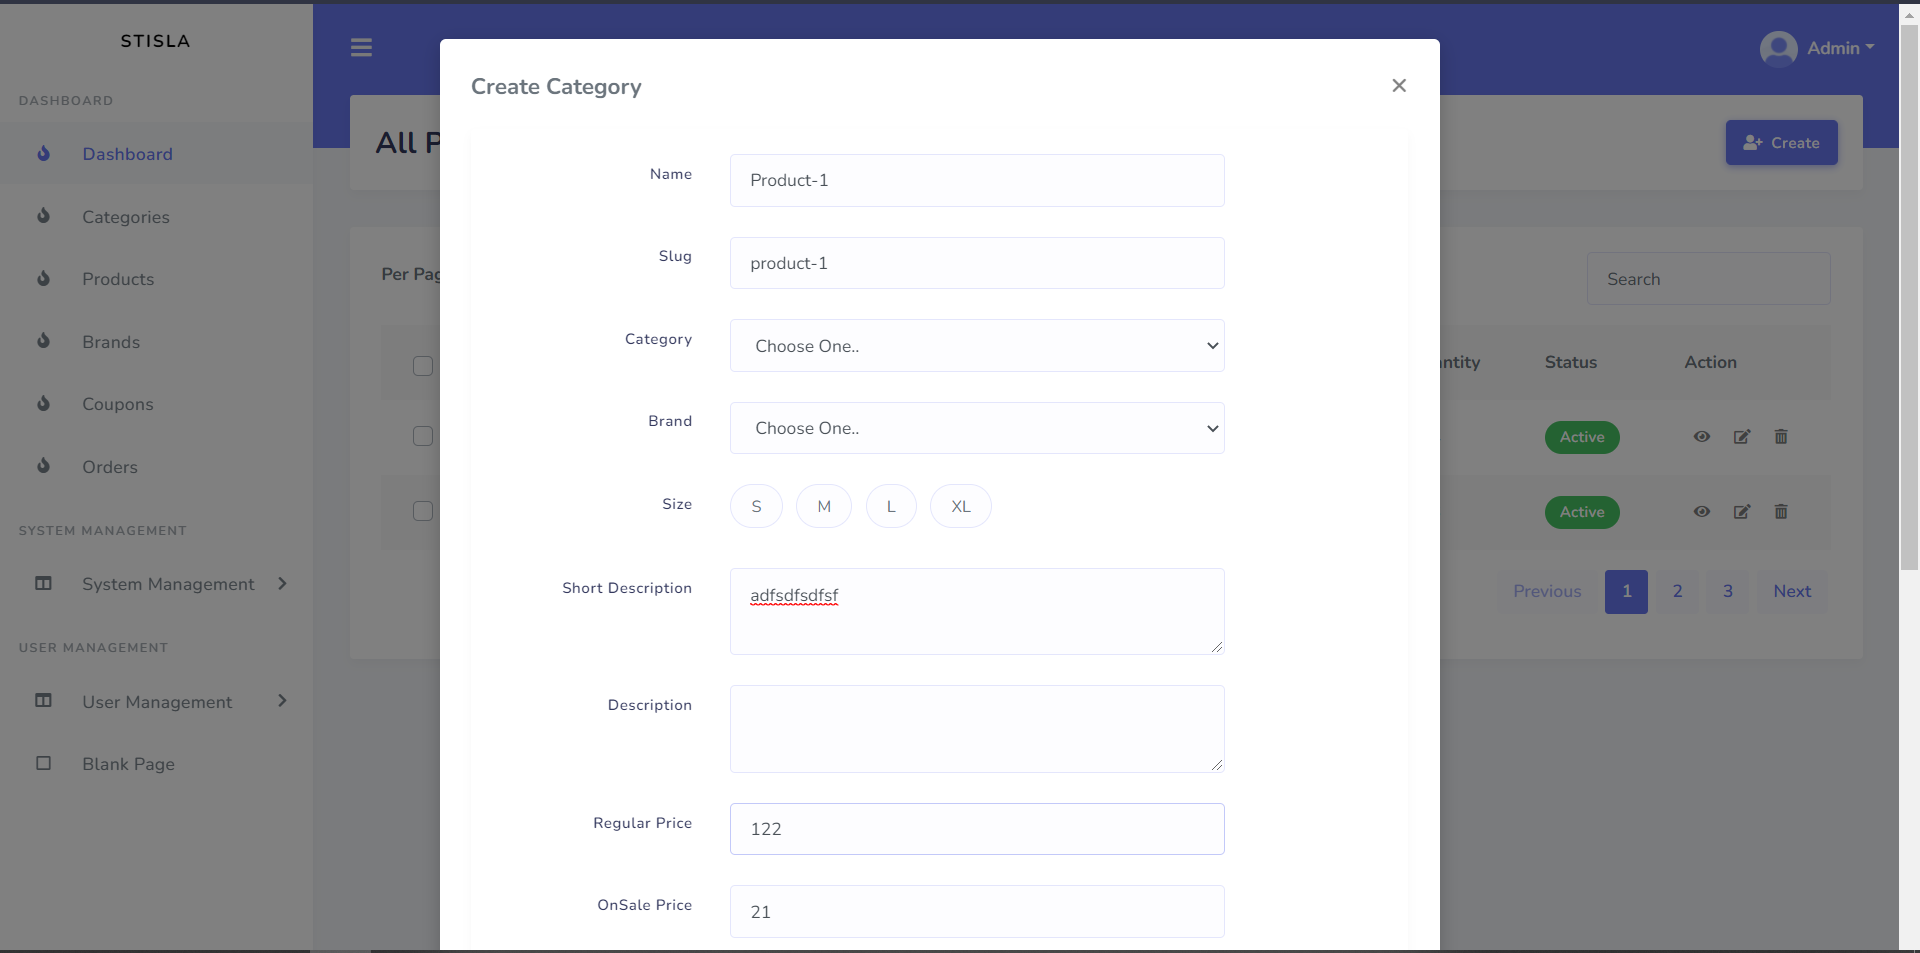 STISLA
DASHBOARD
Dashboard
Categories
Products
Brands
Coupons
Orders
SYSTEM MANAGEMENT
System Management
USER MANAGEMENT
User Management
Blank Page
Admin
All P
Create
Per Pag
Search
ntity
Status
Action
Active
Active
Previous
1
2
3
Next
Create Category
Name
Product-1
Slug
product-1
Category
Choose One..
Brand
Choose One..
Size
S
M
L
XL
Short Description
adfsdfsdfsf
Description
Regular Price
122
OnSale Price
21